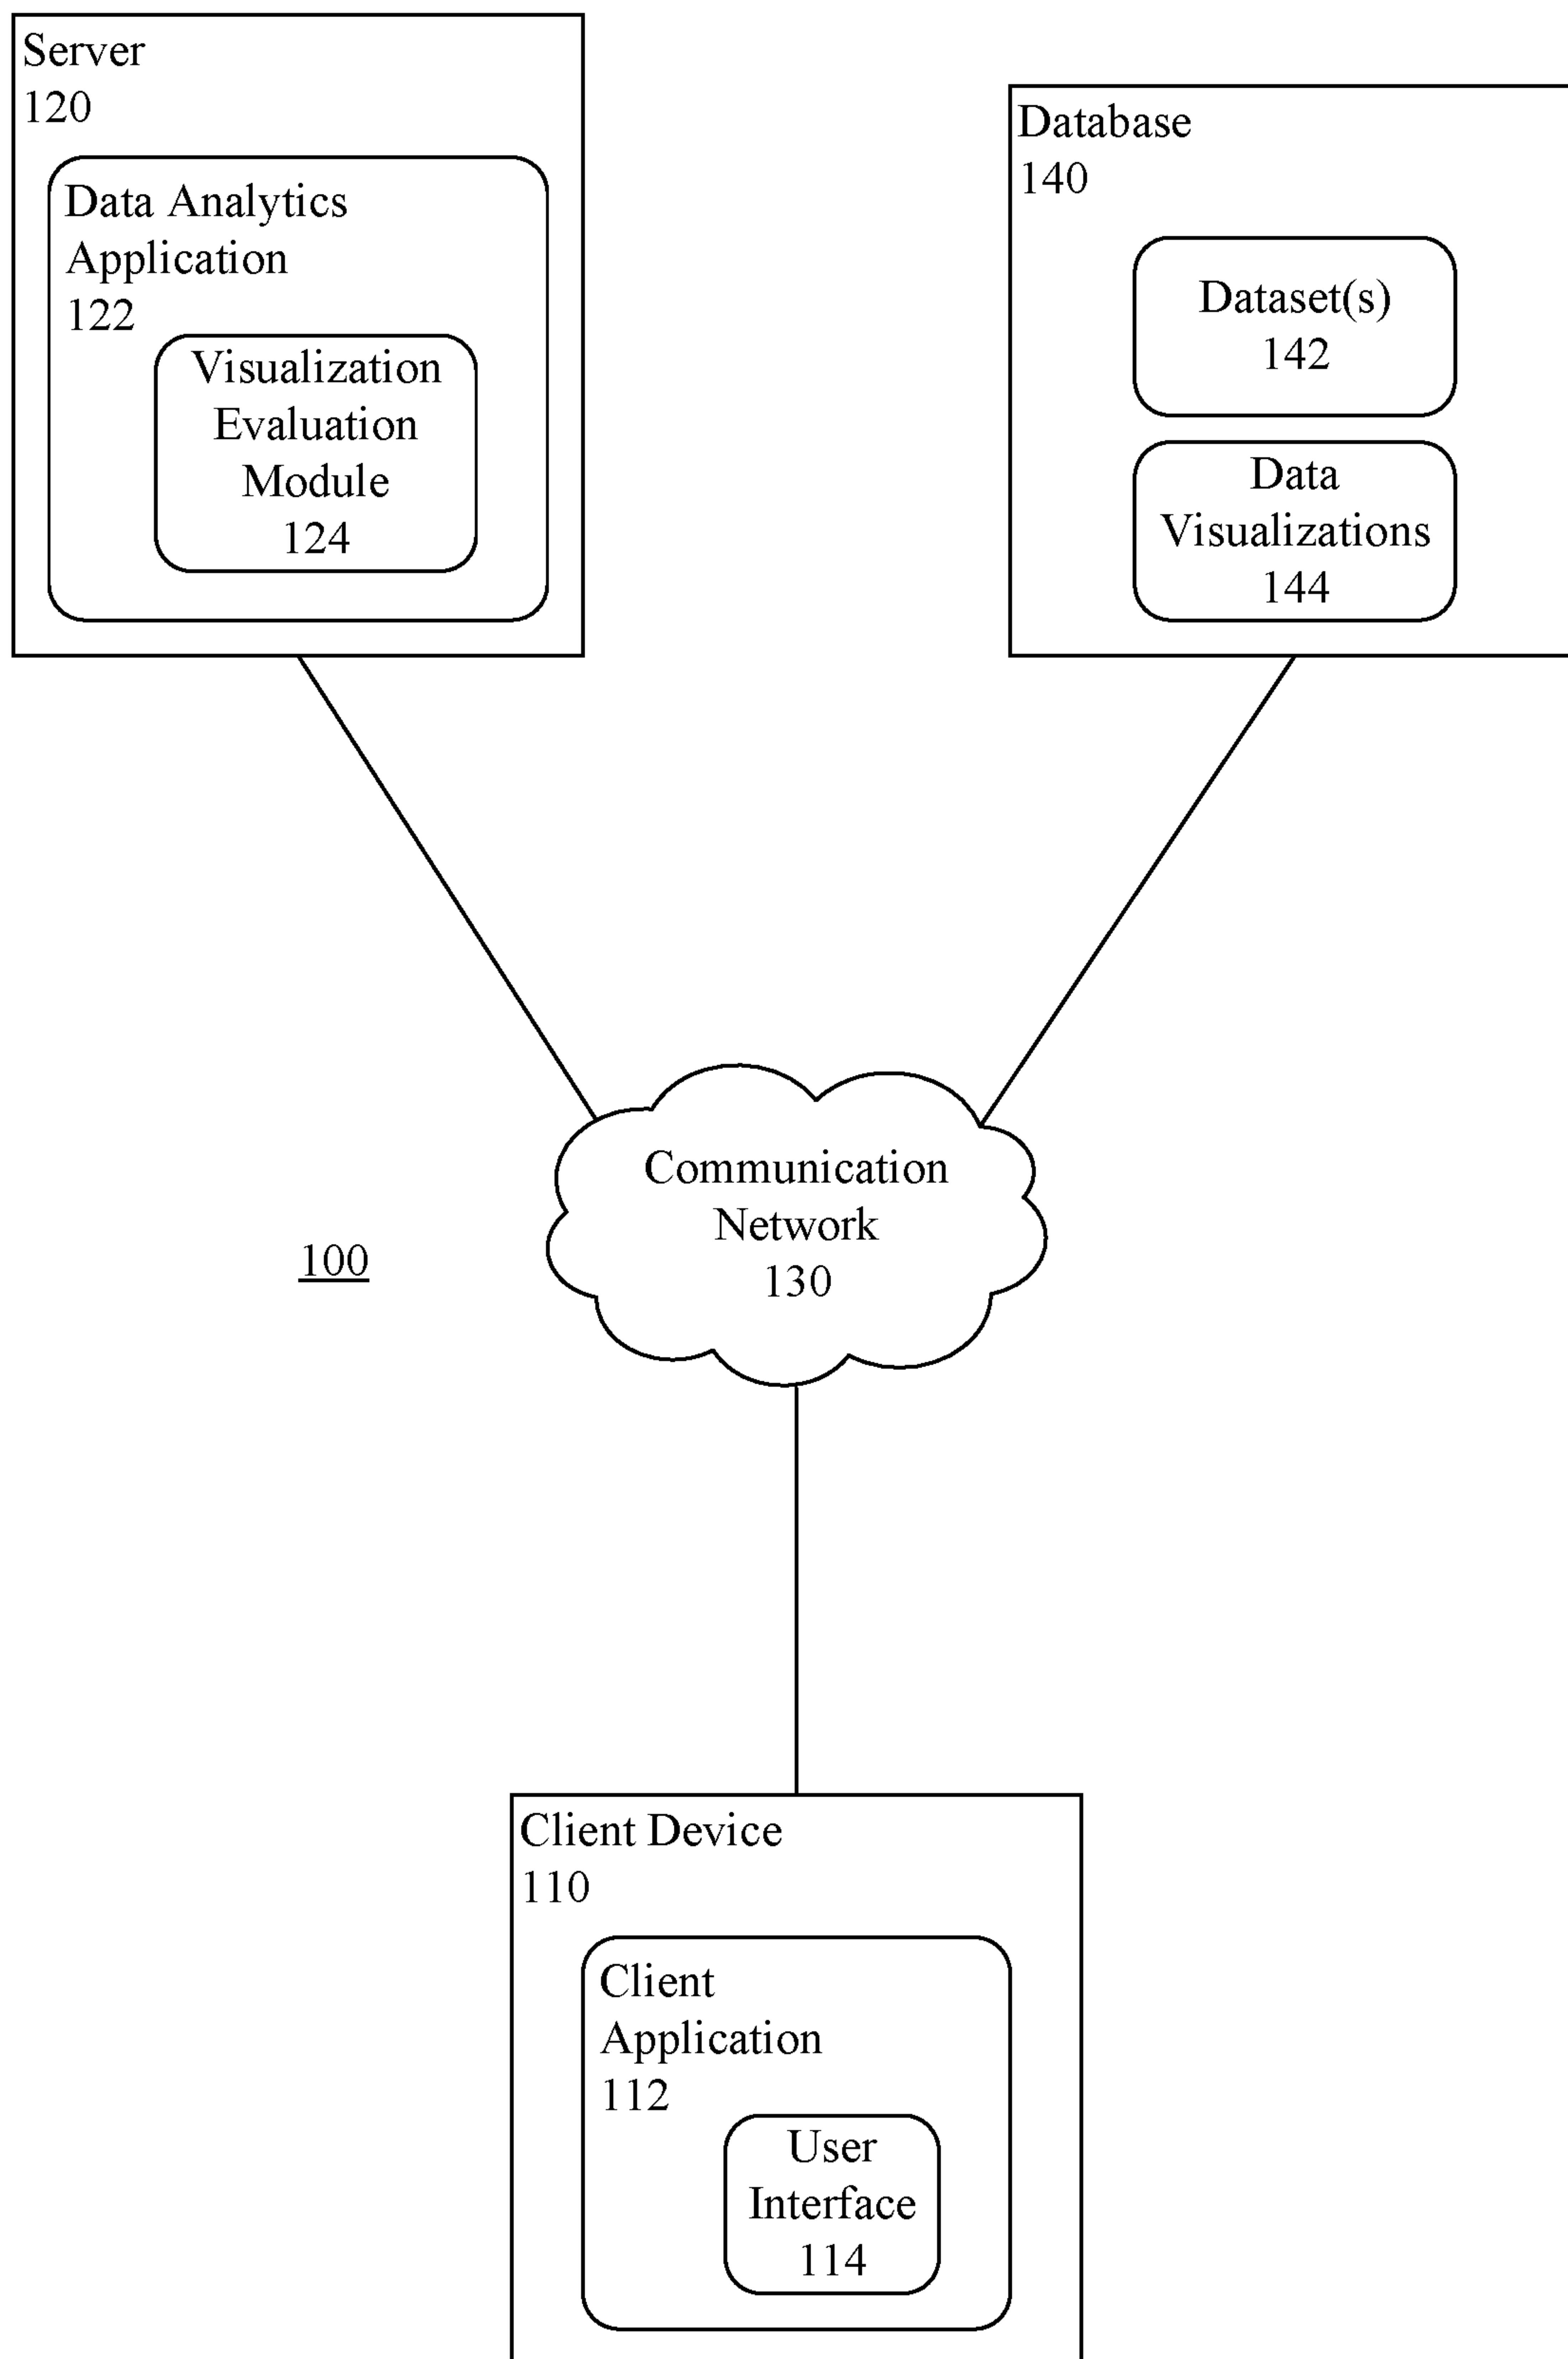 Server
120
Data Analytics
Application
122
Visualization
Evaluation
Module
124
Database
140
Dataset(s)
142
Data
Visualizations
144
Communication
Network
130
100
Client Device
110
Client
Application
112
User
Interface
114